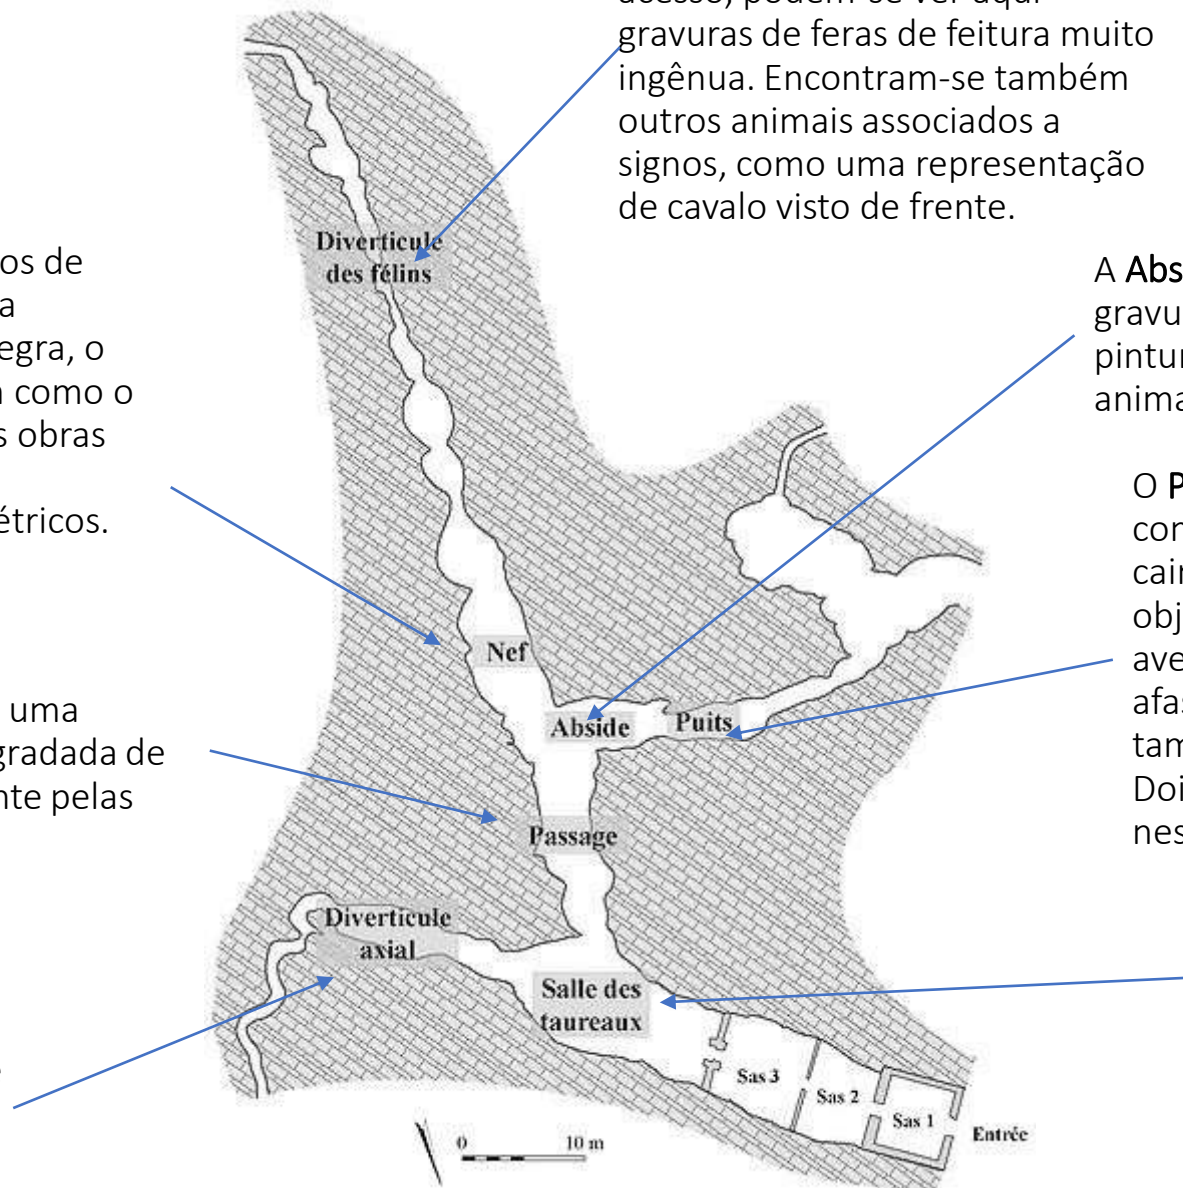 gravuras de feras de feitura muito
ingênua. Encontram-se também
outros animais associados a
signos, como uma representação
de cavalo visto de frente.
Diverticule
des félins
os de
a
egra, o
como o
s obras
étricos.
A Abs
gravu
pintur
anima
O P
con
cair
obj
ave
afas
tam
Doi
nes
Nef
Abside
Puits
uma
gradada de
nte pelas
Passage
Diverticule
axial
Salle des
taureaux
Sas 3
Sas 2
Sas 1
Entrée
0 10 m